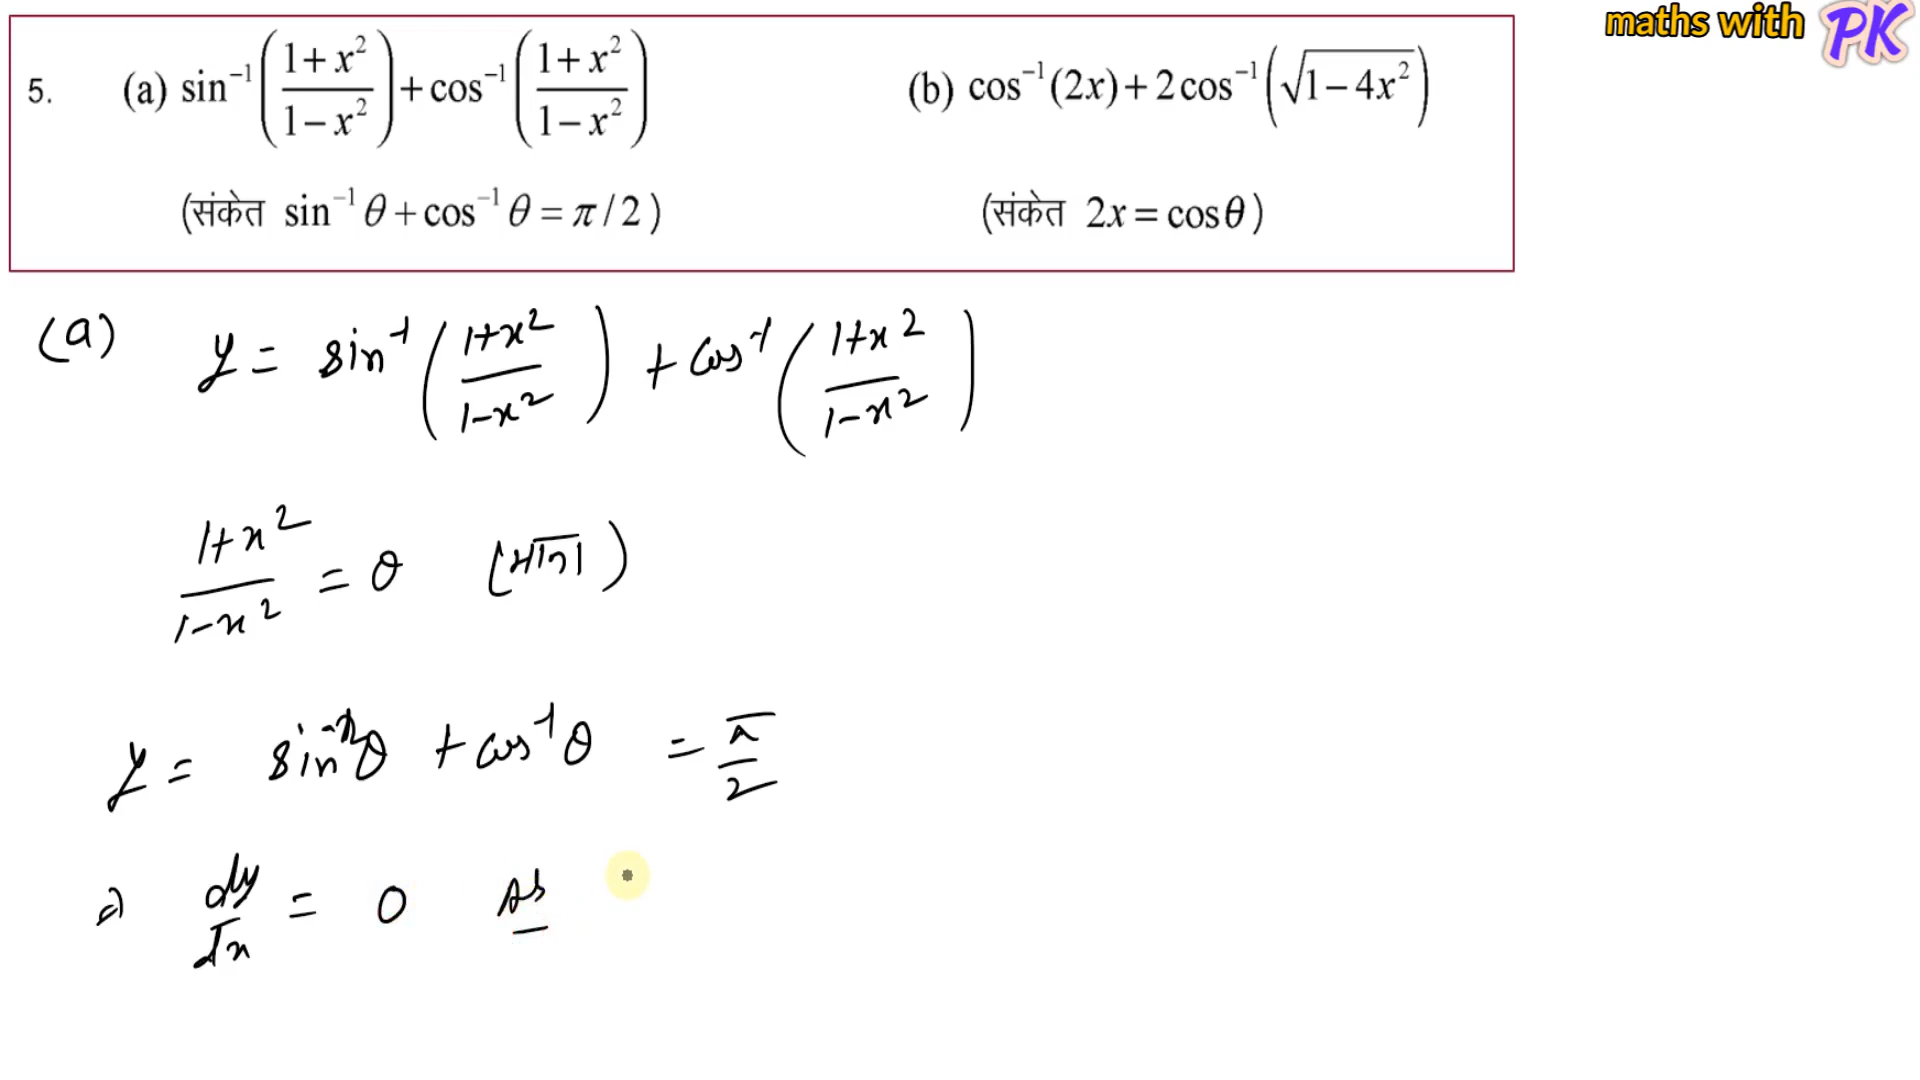 maths with PK
5. (a) sin⁻¹((1+x²)/(1−x²)) + cos⁻¹((1+x²)/(1−x²)) (b) cos⁻¹(2x) + 2cos⁻¹(√(1−4x²))
(संकेत sin⁻¹θ + cos⁻¹θ = π/2) (संकेत 2x = cosθ)
(a) y = sin⁻¹((1+x²)/(1−x²)) + cos⁻¹((1+x²)/(1−x²))
(1+x²)/(1−x²) = θ (माना)
y = sin⁻¹θ + cos⁻¹θ = π/2
⇒ dy/dx = 0 As